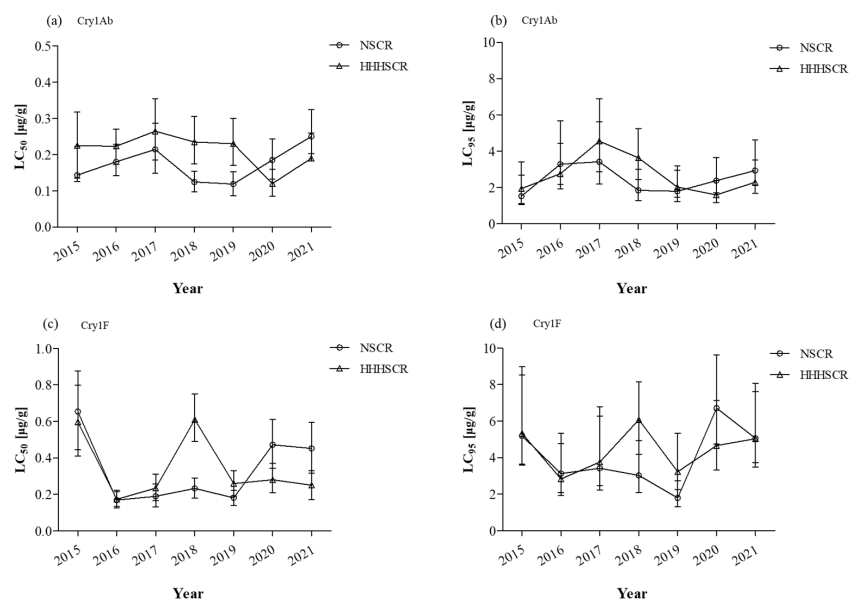 (a) Cry1Ab
NSCR
HHHSCR
LC50 [µg/g]
0.5
0.4
0.3
0.2
0.1
0.0
2015 2016 2017 2018 2019 2020 2021
Year
(b) Cry1Ab
NSCR
HHHSCR
LC95 [µg/g]
10
8
6
4
2
0
2015 2016 2017 2018 2019 2020 2021
Year
(c) Cry1F
NSCR
HHHSCR
LC50 [µg/g]
1.0
0.8
0.6
0.4
0.2
0.0
2015 2016 2017 2018 2019 2020 2021
Year
(d) Cry1F
NSCR
HHHSCR
LC95 [µg/g]
10
8
6
4
2
0
2015 2016 2017 2018 2019 2020 2021
Year